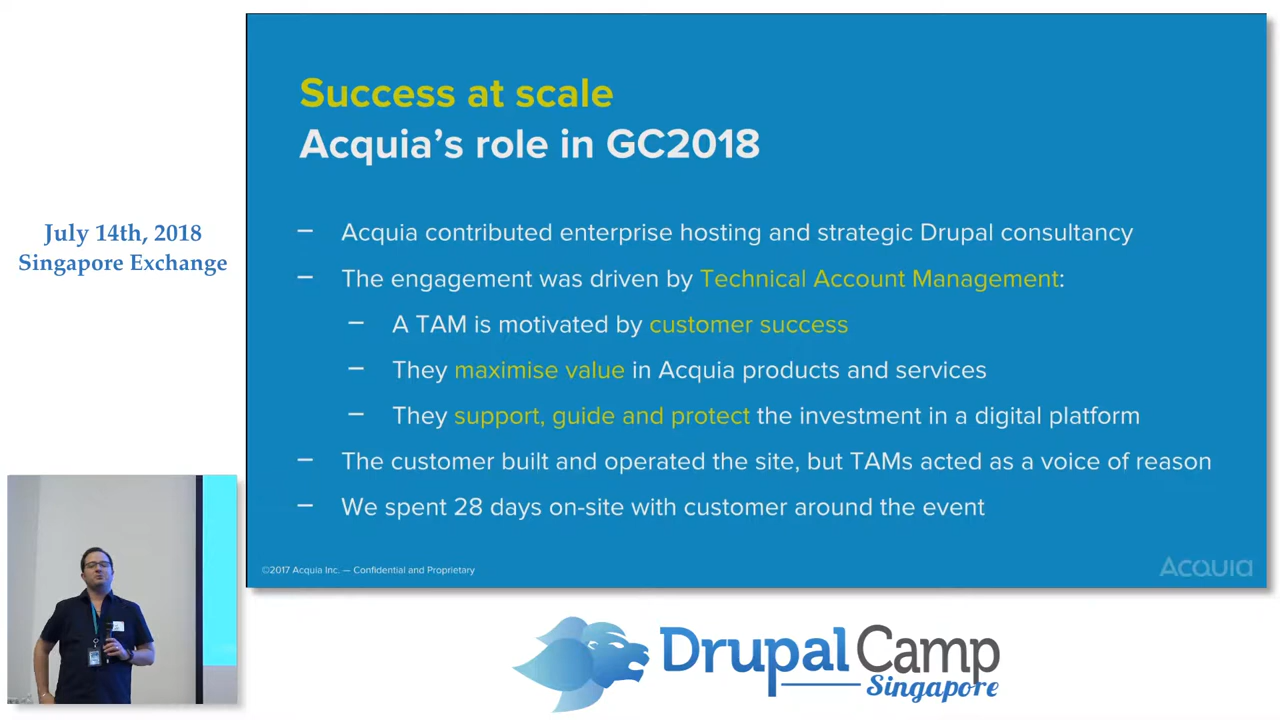 Success at scale
Acquia's role in GC2018
July 14th, 2018
Singapore Exchange
– Acquia contributed enterprise hosting and strategic Drupal consultancy
– The engagement was driven by Technical Account Management:
– A TAM is motivated by customer success
– They maximise value in Acquia products and services
– They support, guide and protect the investment in a digital platform
– The customer built and operated the site, but TAMs acted as a voice of reason
– We spent 28 days on-site with customer around the event
©2017 Acquia Inc. — Confidential and Proprietary
Acquia
DrupalCamp
Singapore